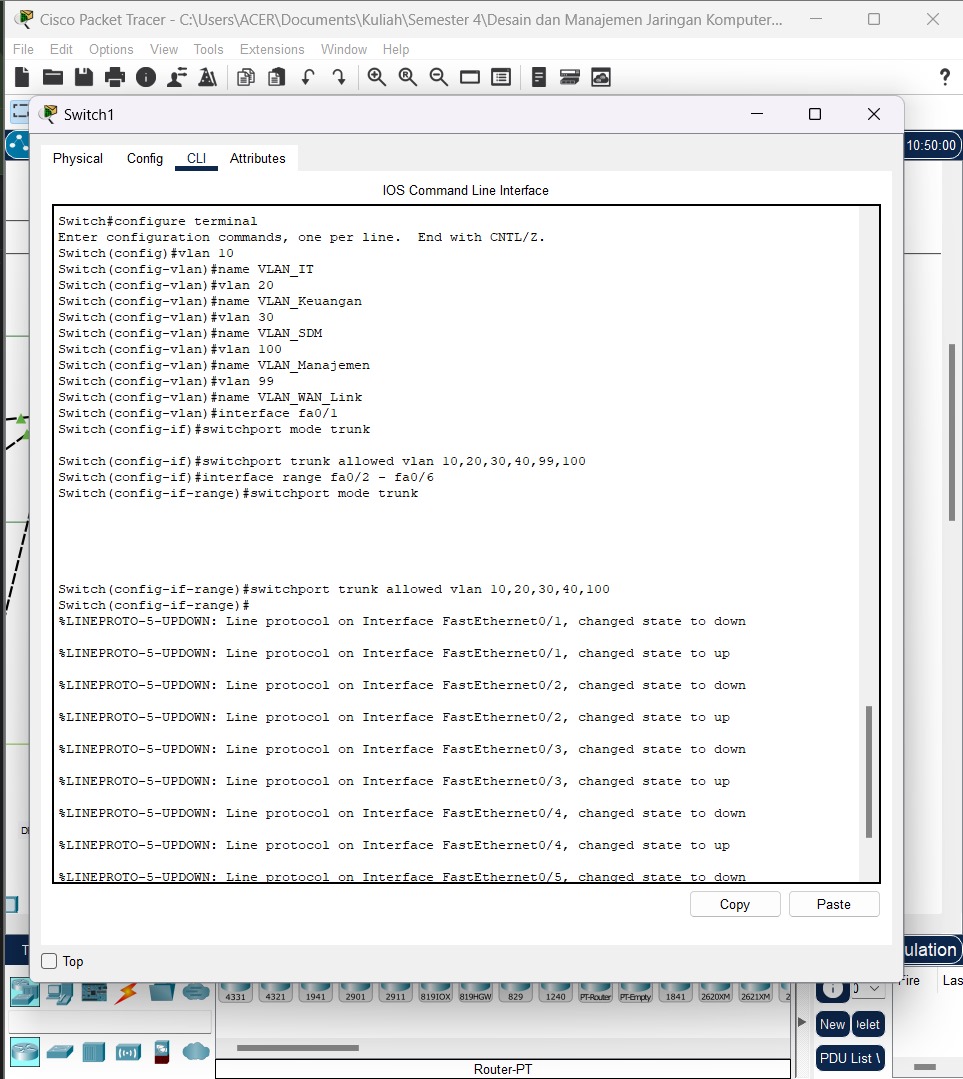 Cisco Packet Tracer - C:\Users\ACER\Documents\Kuliah\Semester 4\Desain dan Manajemen Jaringan Komputer...
File Edit Options View Tools Extensions Window Help
?
Switch1
10:50:00
Physical Config CLI Attributes
IOS Command Line Interface
Switch#configure terminal
Enter configuration commands, one per line.  End with CNTL/Z.
Switch(config)#vlan 10
Switch(config-vlan)#name VLAN_IT
Switch(config-vlan)#vlan 20
Switch(config-vlan)#name VLAN_Keuangan
Switch(config-vlan)#vlan 30
Switch(config-vlan)#name VLAN_SDM
Switch(config-vlan)#vlan 100
Switch(config-vlan)#name VLAN_Manajemen
Switch(config-vlan)#vlan 99
Switch(config-vlan)#name VLAN_WAN_Link
Switch(config-vlan)#interface fa0/1
Switch(config-if)#switchport mode trunk
Switch(config-if)#switchport trunk allowed vlan 10,20,30,40,99,100
Switch(config-if)#interface range fa0/2 - fa0/6
Switch(config-if-range)#switchport mode trunk
Switch(config-if-range)#switchport trunk allowed vlan 10,20,30,40,100
Switch(config-if-range)#
%LINEPROTO-5-UPDOWN: Line protocol on Interface FastEthernet0/1, changed state to down
%LINEPROTO-5-UPDOWN: Line protocol on Interface FastEthernet0/1, changed state to up
%LINEPROTO-5-UPDOWN: Line protocol on Interface FastEthernet0/2, changed state to down
%LINEPROTO-5-UPDOWN: Line protocol on Interface FastEthernet0/2, changed state to up
%LINEPROTO-5-UPDOWN: Line protocol on Interface FastEthernet0/3, changed state to down
%LINEPROTO-5-UPDOWN: Line protocol on Interface FastEthernet0/3, changed state to up
%LINEPROTO-5-UPDOWN: Line protocol on Interface FastEthernet0/4, changed state to down
%LINEPROTO-5-UPDOWN: Line protocol on Interface FastEthernet0/4, changed state to up
%LINEPROTO-5-UPDOWN: Line protocol on Interface FastEthernet0/5, changed state to down
Copy Paste
ulation
Top
Fire Las
4331 4321 1941 2901 2911 819IOX 819HGW 829 1240 PT-Router PT-Empty 1841 2620XM 2621XM 2
New elet
PDU List
Router-PT